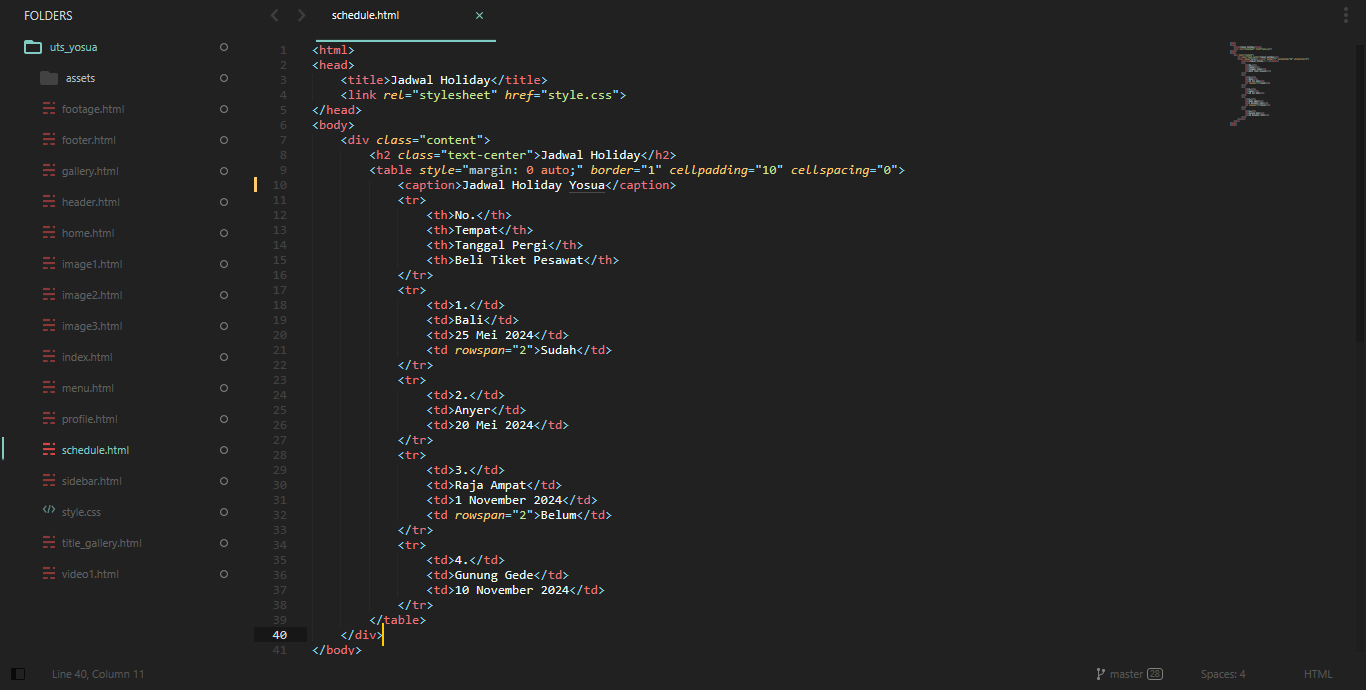 FOLDERS
uts_yosua
assets
footage.html
footer.html
gallery.html
header.html
home.html
image1.html
image2.html
image3.html
index.html
menu.html
profile.html
schedule.html
sidebar.html
style.css
title_gallery.html
video1.html
schedule.html
1 <html>
2 <head>
3     <title>Jadwal Holiday</title>
4     <link rel="stylesheet" href="style.css">
5 </head>
6 <body>
7     <div class="content">
8         <h2 class="text-center">Jadwal Holiday</h2>
9         <table style="margin: 0 auto;" border="1" cellpadding="10" cellspacing="0">
10             <caption>Jadwal Holiday Yosua</caption>
11             <tr>
12                 <th>No.</th>
13                 <th>Tempat</th>
14                 <th>Tanggal Pergi</th>
15                 <th>Beli Tiket Pesawat</th>
16             </tr>
17             <tr>
18                 <td>1.</td>
19                 <td>Bali</td>
20                 <td>25 Mei 2024</td>
21                 <td rowspan="2">Sudah</td>
22             </tr>
23             <tr>
24                 <td>2.</td>
25                 <td>Anyer</td>
26                 <td>20 Mei 2024</td>
27             </tr>
28             <tr>
29                 <td>3.</td>
30                 <td>Raja Ampat</td>
31                 <td>1 November 2024</td>
32                 <td rowspan="2">Belum</td>
33             </tr>
34             <tr>
35                 <td>4.</td>
36                 <td>Gunung Gede</td>
37                 <td>10 November 2024</td>
38             </tr>
39         </table>
40     </div>
41 </body>
Line 40, Column 11
master 28
Spaces: 4
HTML